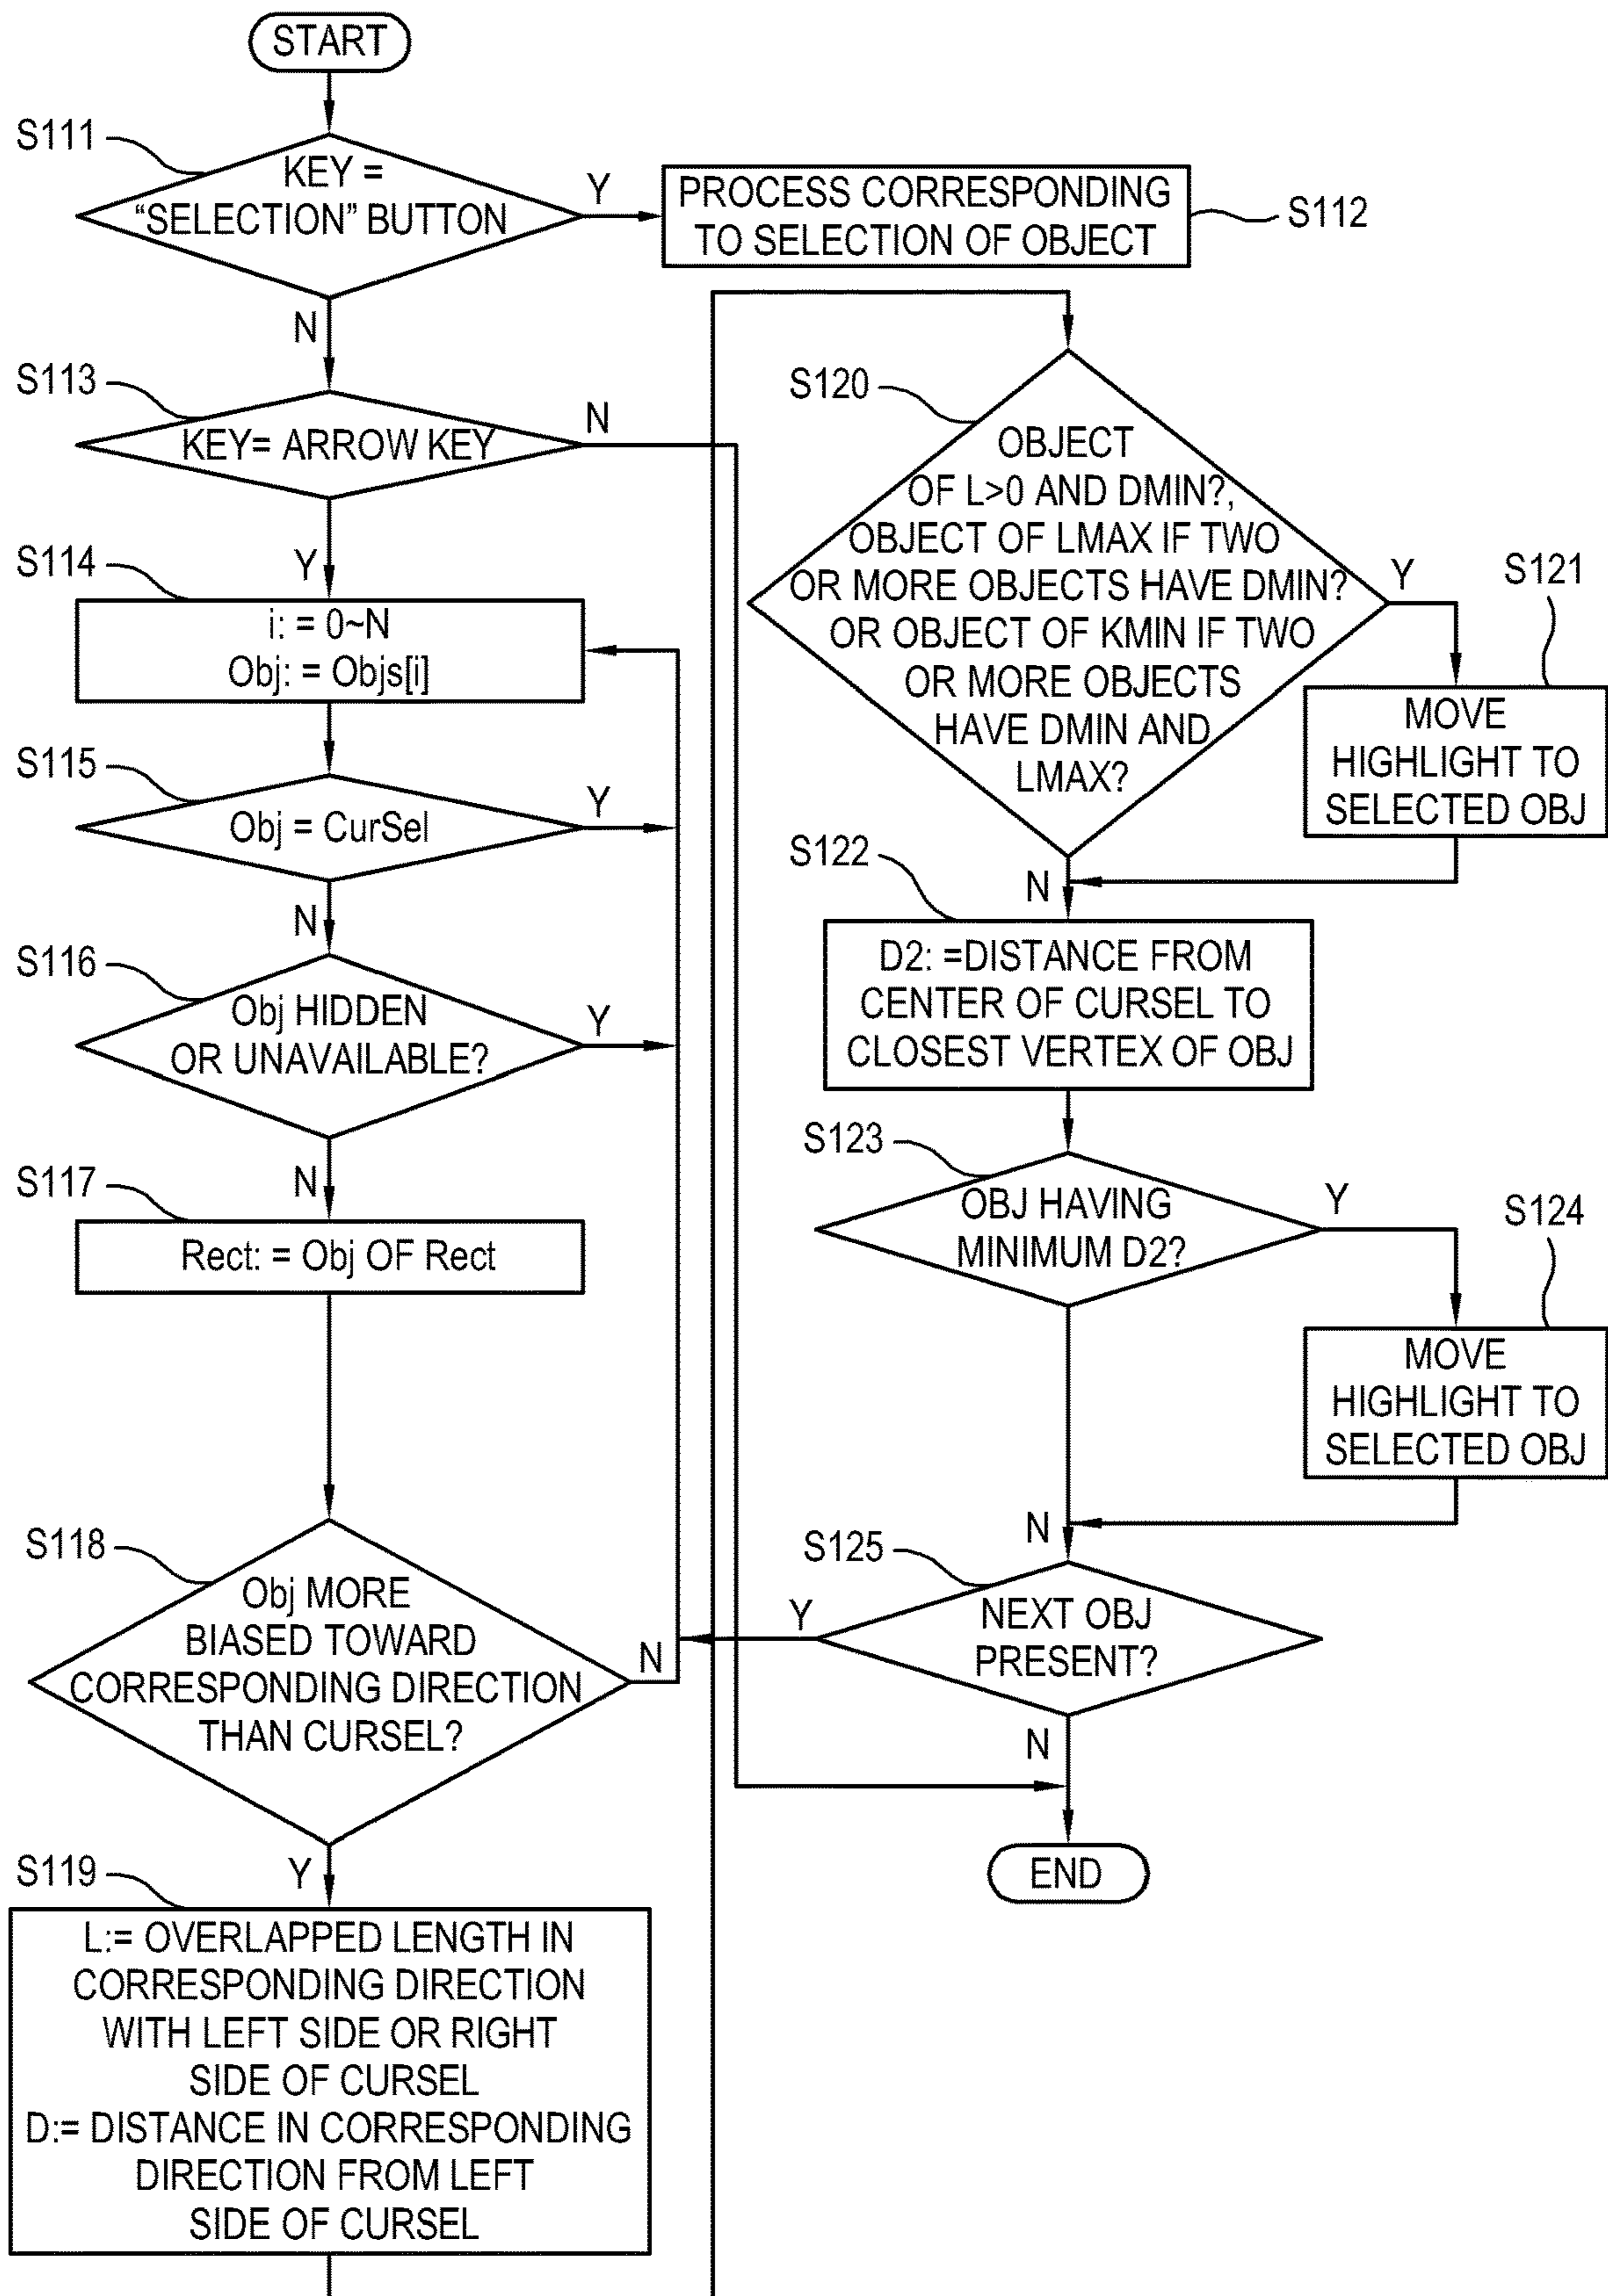 START
S111
KEY =
“SELECTION” BUTTON
Y
PROCESS CORRESPONDING
TO SELECTION OF OBJECT
S112
N
S113
KEY= ARROW KEY
N
Y
S114
i: = 0~N
Obj: = Objs[i]
S115
Obj = CurSel
Y
N
S116
Obj HIDDEN
OR UNAVAILABLE?
Y
N
S117
Rect: = Obj OF Rect
S118
Obj MORE
BIASED TOWARD
CORRESPONDING DIRECTION
THAN CURSEL?
N
Y
S119
L:= OVERLAPPED LENGTH IN
CORRESPONDING DIRECTION
WITH LEFT SIDE OR RIGHT
SIDE OF CURSEL
D:= DISTANCE IN CORRESPONDING
DIRECTION FROM LEFT
SIDE OF CURSEL
S120
OBJECT
OF L>0 AND DMIN?,
OBJECT OF LMAX IF TWO
OR MORE OBJECTS HAVE DMIN?
OR OBJECT OF KMIN IF TWO
OR MORE OBJECTS
HAVE DMIN AND
LMAX?
Y
S121
MOVE
HIGHLIGHT TO
SELECTED OBJ
N
S122
D2: =DISTANCE FROM
CENTER OF CURSEL TO
CLOSEST VERTEX OF OBJ
S123
OBJ HAVING
MINIMUM D2?
Y
S124
MOVE
HIGHLIGHT TO
SELECTED OBJ
N
S125
NEXT OBJ
PRESENT?
Y
N
END